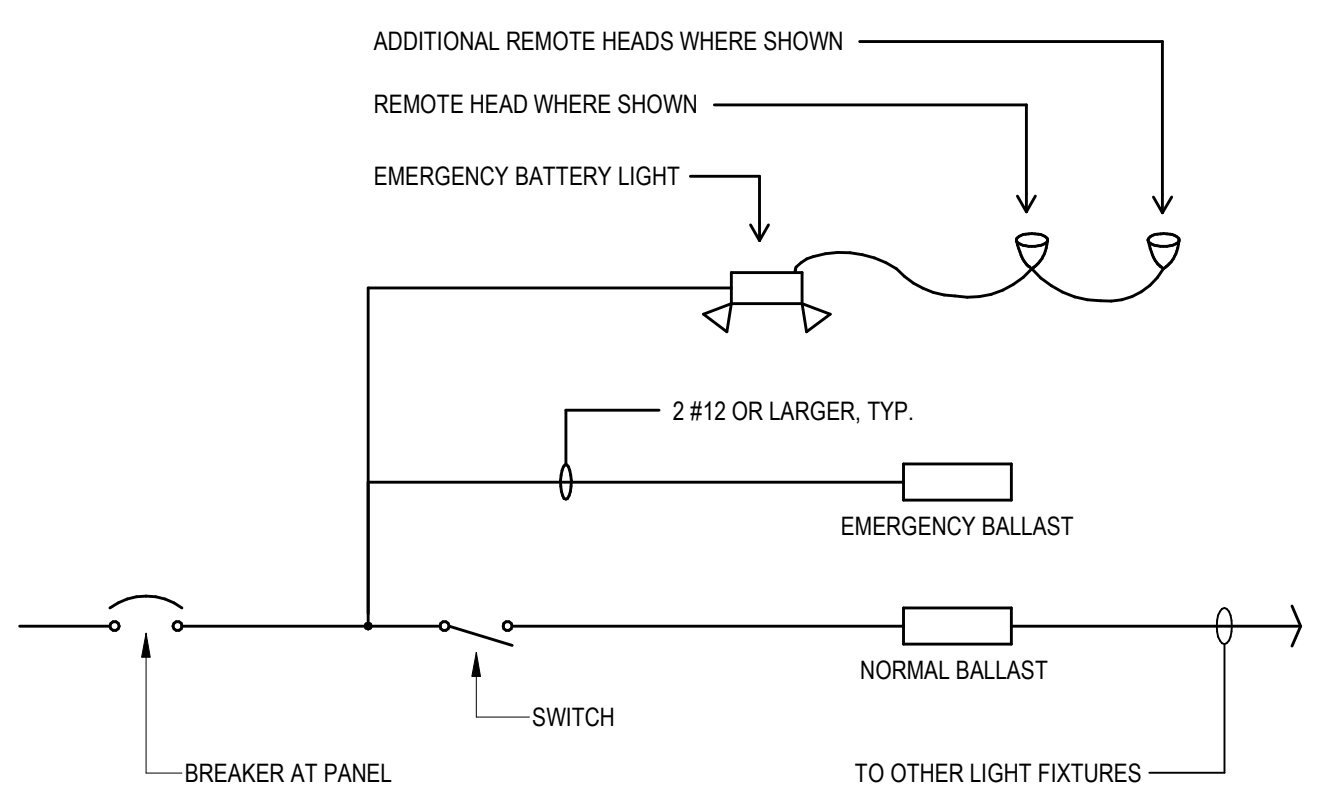 ADDITIONAL REMOTE HEADS WHERE SHOWN
REMOTE HEAD WHERE SHOWN
EMERGENCY BATTERY LIGHT
2 #12 OR LARGER, TYP.
EMERGENCY BALLAST
NORMAL BALLAST
SWITCH
BREAKER AT PANEL
TO OTHER LIGHT FIXTURES